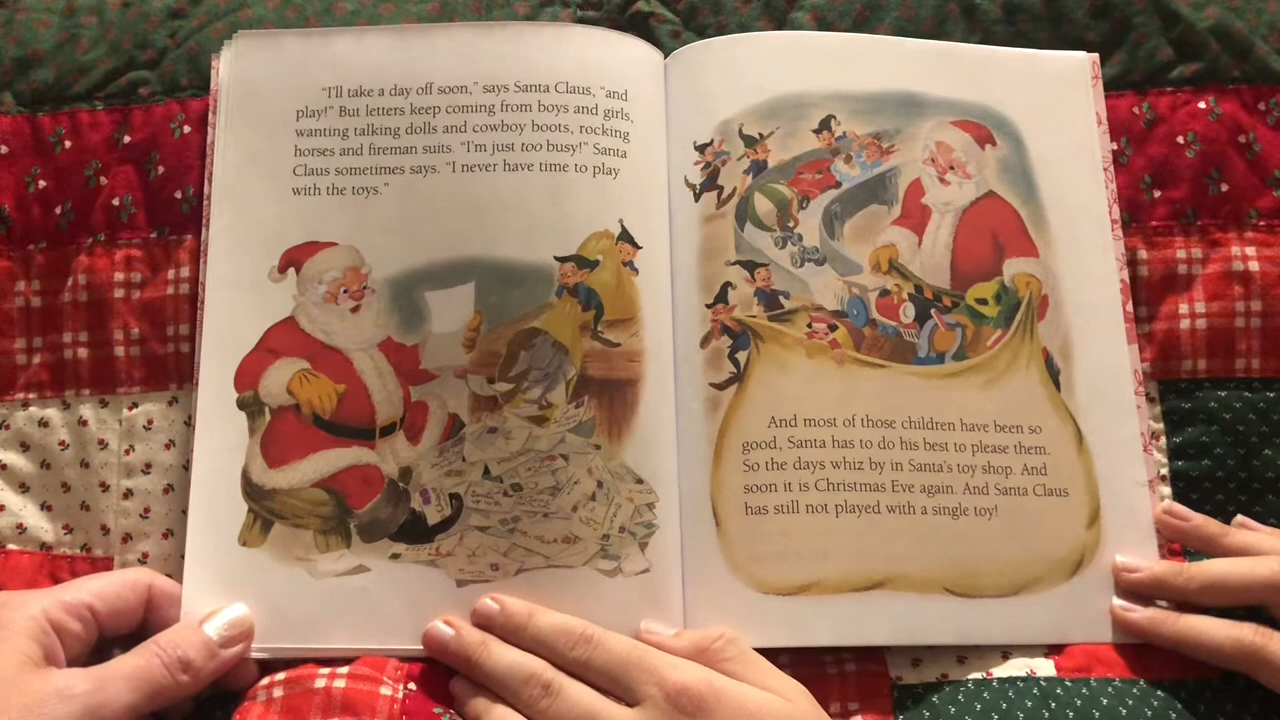 “I'll take a day off soon,” says Santa Claus, “and
play!” But letters keep coming from boys and girls,
wanting talking dolls and cowboy boots, rocking
horses and fireman suits. “I'm just too busy!” Santa
Claus sometimes says. “I never have time to play
with the toys.”
And most of those children have been so
good, Santa has to do his best to please them.
So the days whiz by in Santa's toy shop. And
soon it is Christmas Eve again. And Santa Claus
has still not played with a single toy!